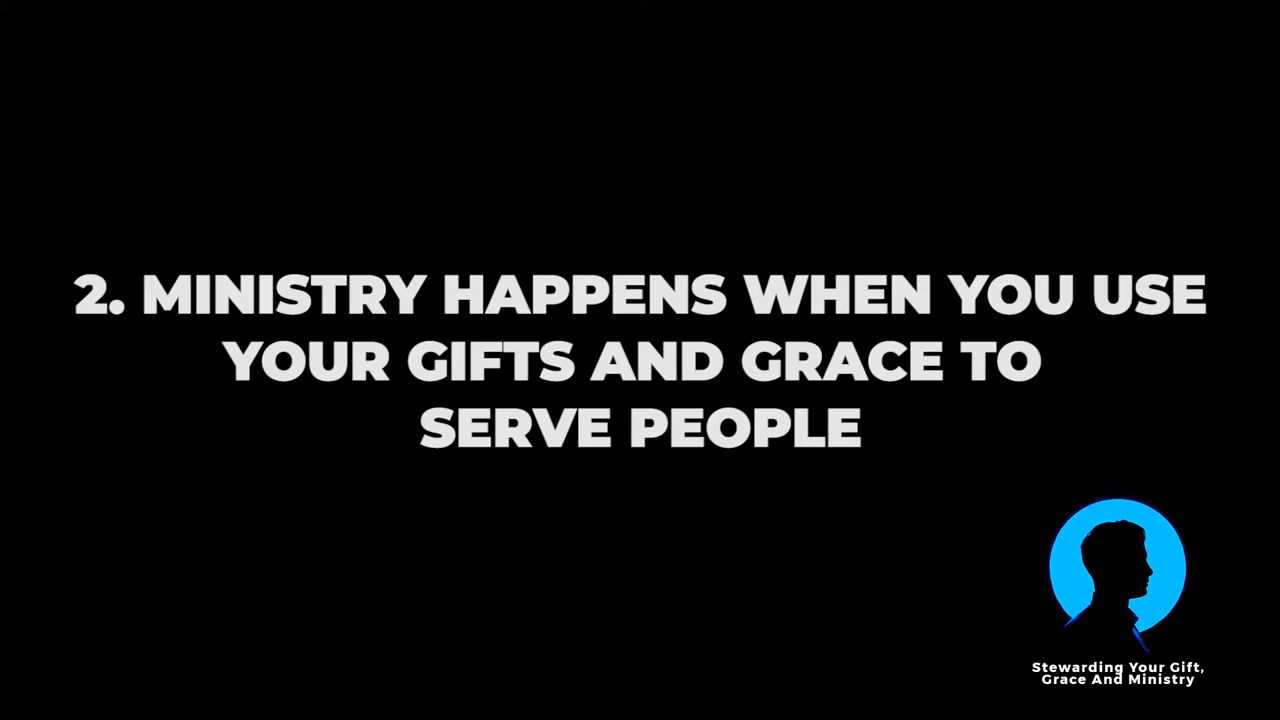 2. MINISTRY HAPPENS WHEN YOU USE
YOUR GIFTS AND GRACE TO
SERVE PEOPLE
Stewarding Your Gift,
Grace And Ministry